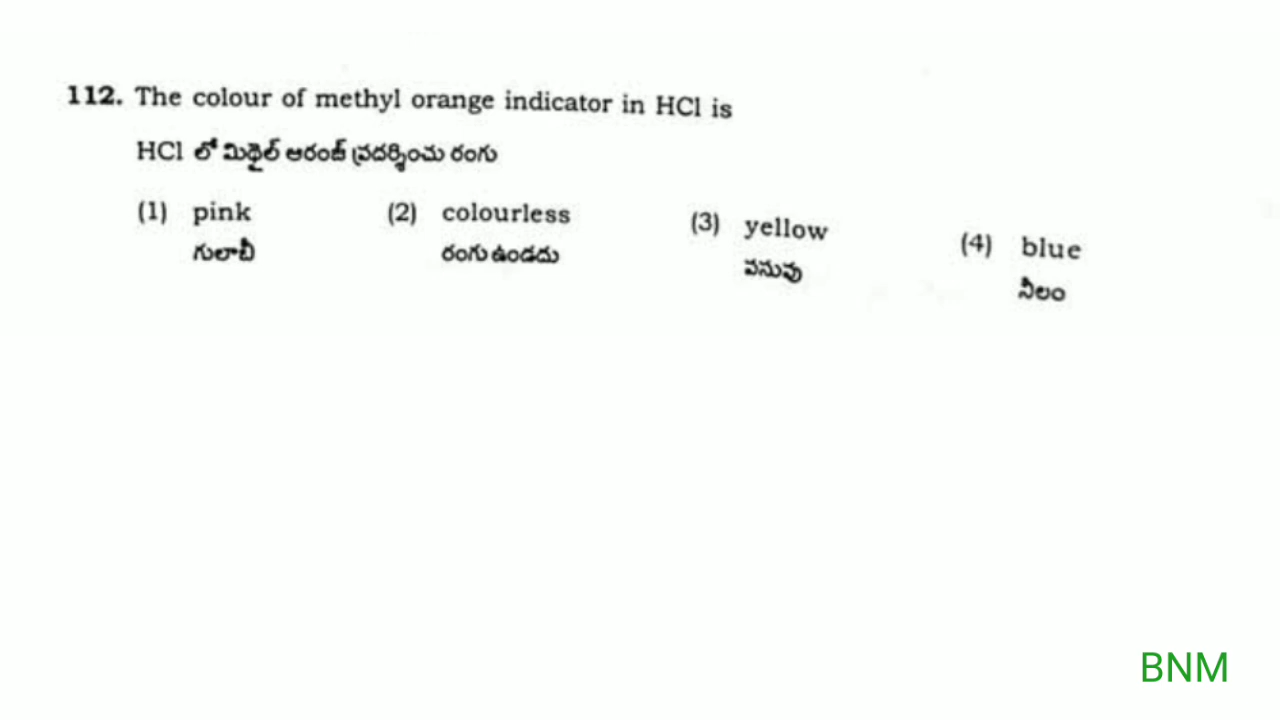 112. The colour of methyl orange indicator in HCl is
HCl లో మిథైల్ ఆరంజ్ ప్రదర్శించు రంగు
(1) pink (2) colourless (3) yellow (4) blue
గులాబీ రంగు ఉండదు పసుపు నీలం
BNM